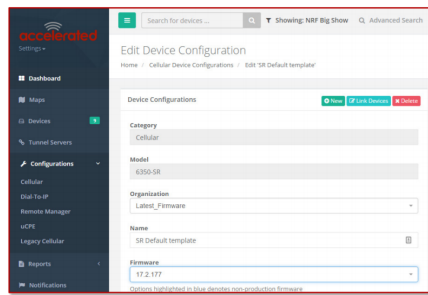 accelerated
Settings
Search for devices ...
Showing: NRF Big Show
Advanced Search
Edit Device Configuration
Home / Cellular Device Configurations / Edit 'SR Default template'
Dashboard
Maps
Devices
Tunnel Servers
Configurations
Cellular
Dial-To-IP
Remote Manager
uCPE
Legacy Cellular
Reports
Notifications
Device Configurations
New
Link Devices
Delete
Category
Cellular
Model
6350-SR
Organization
Latest_Firmware
Name
SR Default template
Firmware
17.2.177
Options highlighted in blue denotes non-production firmware